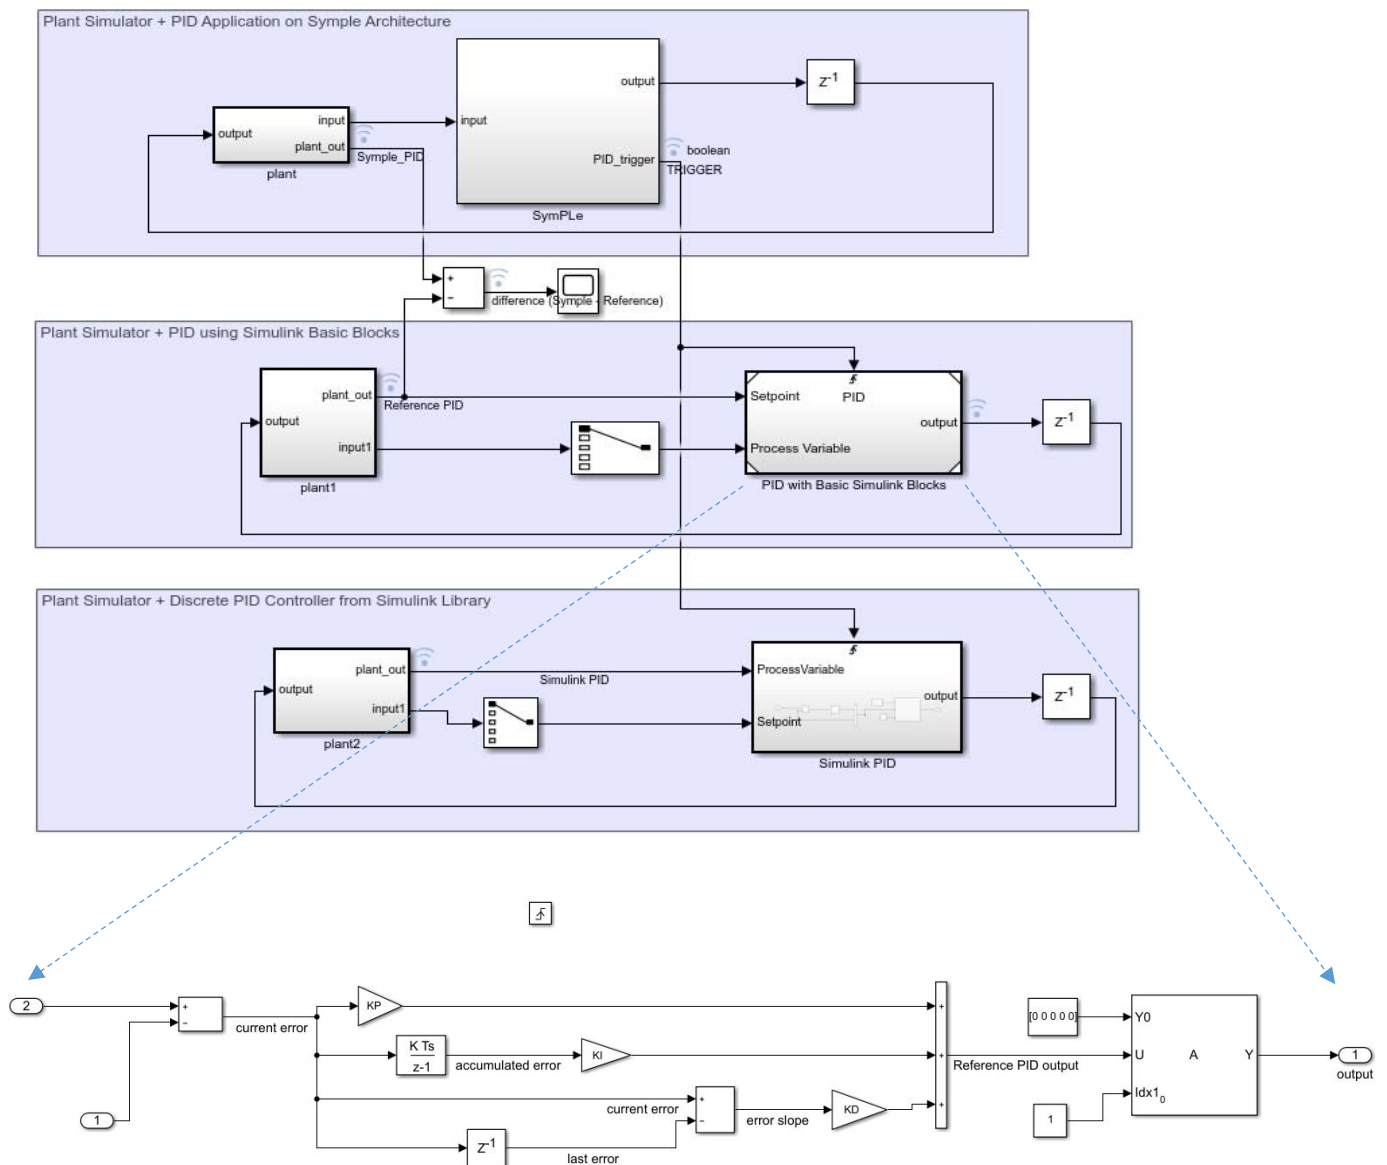 Plant Simulator + PID Application on Symple Architecture
output
input
plant_out
plant
Symple_PID
input
output
PID_trigger
SymPLe
boolean
TRIGGER
z-1
+
−
difference (Symple - Reference)
Plant Simulator + PID using Simulink Basic Blocks
output
plant_out
input1
plant1
Reference PID
Setpoint
PID
Process Variable
output
PID with Basic Simulink Blocks
z-1
Plant Simulator + Discrete PID Controller from Simulink Library
output
plant_out
input1
plant2
Simulink PID
ProcessVariable
Setpoint
output
Simulink PID
z-1
2
1
+
−
current error
KP
K Ts
z-1
accumulated error
KI
current error
z-1
last error
+
−
error slope
KD
+
+
+
Reference PID output
[0 0 0 0 0]
1
Y0
U
A
Y
Idx1_0
1
output